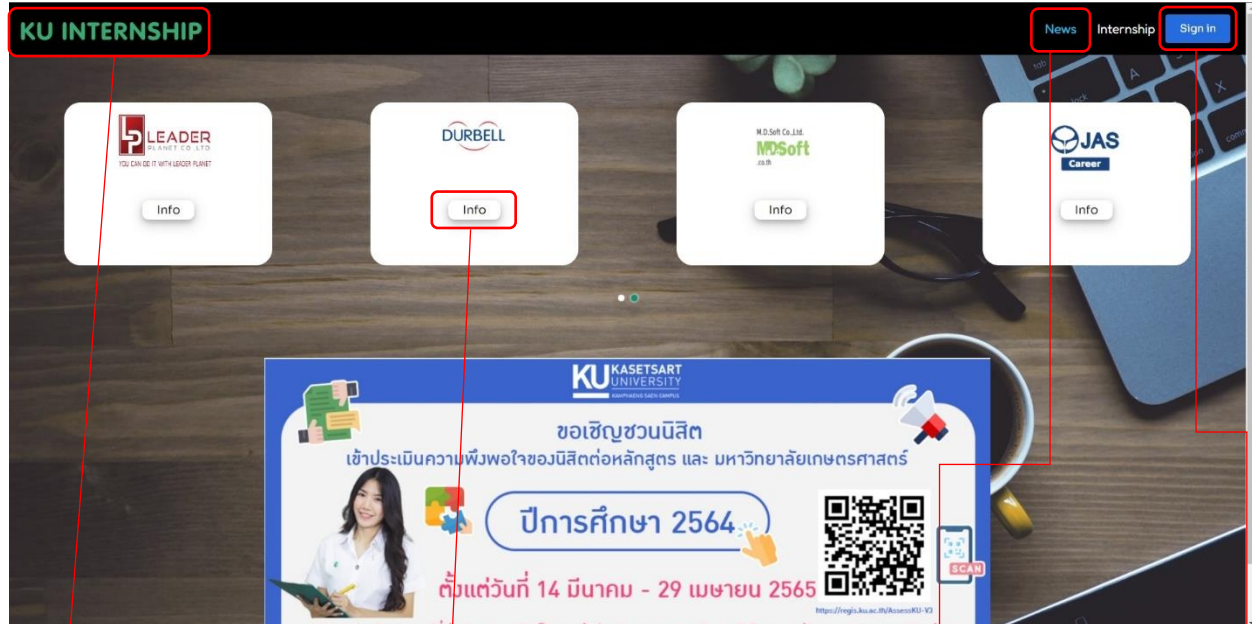 KU INTERNSHIP
News Internship Sign in
LEADER
PLANET CO.,LTD
YOU CAN DO IT WITH LEADER PLANET
Info
DURBELL
Info
M.D.Soft Co.,Ltd.
MDSoft
.co.th
Info
JAS
Career
Info
KU KASETSART
UNIVERSITY
KAMPHAENG SAEN CAMPUS
ขอเชิญชวนนิสิต
เข้าประเมินความพึงพอใจของนิสิตต่อหลักสูตร และ มหาวิทยาลัยเกษตรศาสตร์
ปีการศึกษา 2564
SCAN
ตั้งแต่วันที่ 14 มีนาคม - 29 เมษายน 2565
https://regis.ku.ac.th/AssessKU-V3